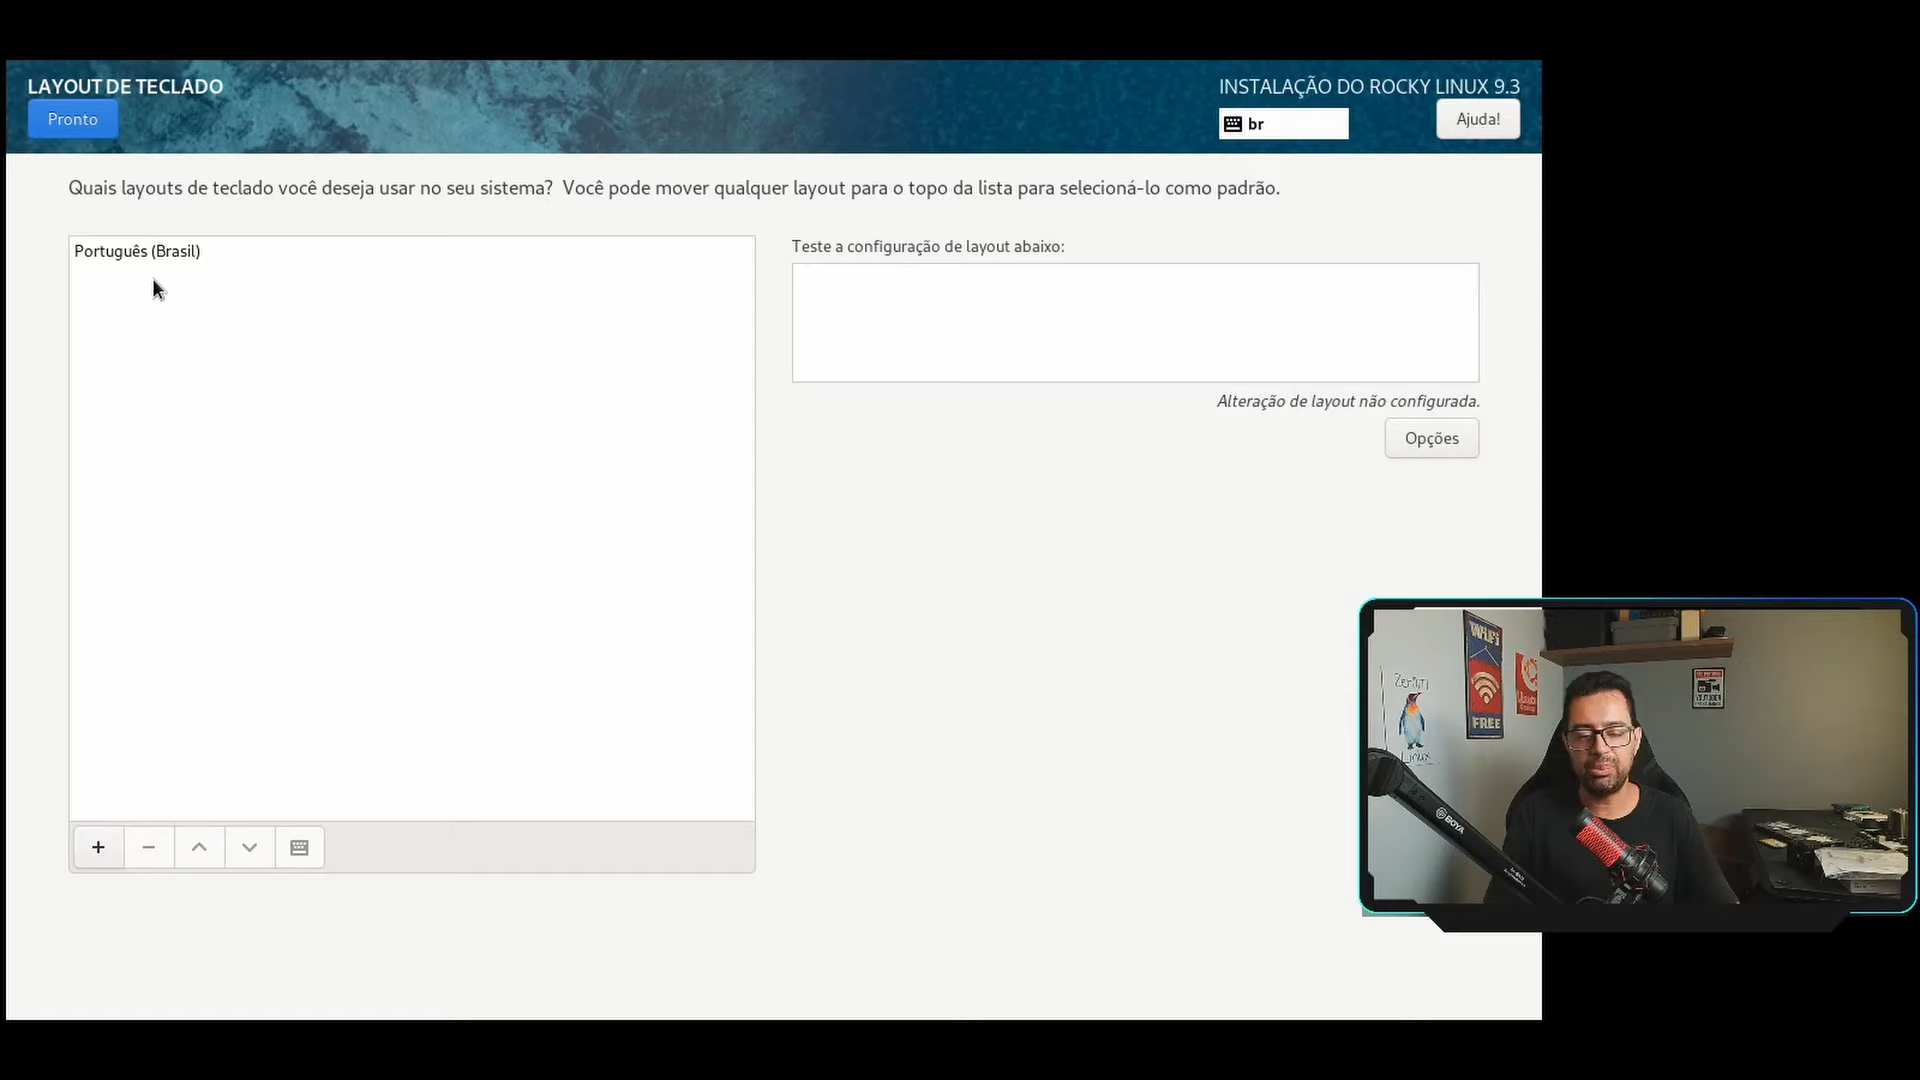 LAYOUT DE TECLADO
Pronto
INSTALAÇÃO DO ROCKY LINUX 9.3
br
Ajuda!
Quais layouts de teclado você deseja usar no seu sistema?  Você pode mover qualquer layout para o topo da lista para selecioná-lo como padrão.
Português (Brasil)
Teste a configuração de layout abaixo:
Alteração de layout não configurada.
Opções
WiFi
FREE
Linux
BOYA